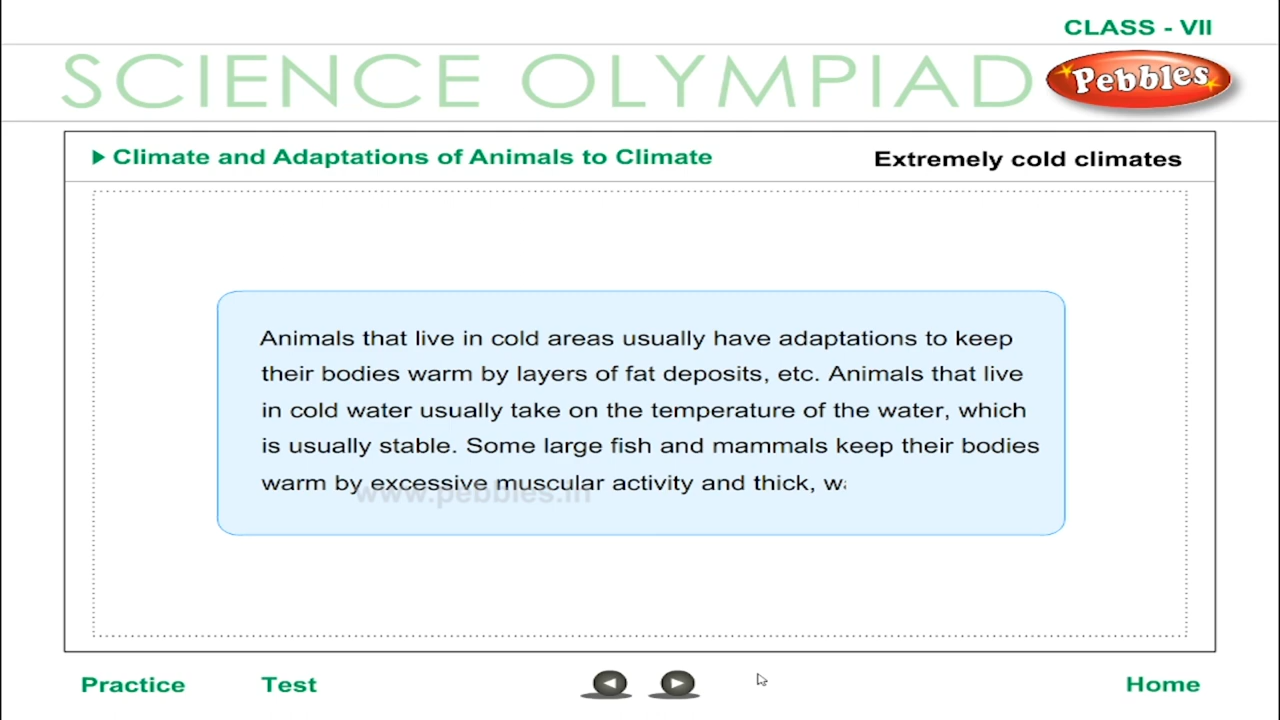 CLASS - VII
SCIENCE OLYMPIAD
Pebbles
Climate and Adaptations of Animals to Climate
Extremely cold climates
Animals that live in cold areas usually have adaptations to keep
their bodies warm by layers of fat deposits, etc. Animals that live
in cold water usually take on the temperature of the water, which
is usually stable. Some large fish and mammals keep their bodies
warm by excessive muscular activity and thick,
www.pebbles.in
Practice
Test
Home